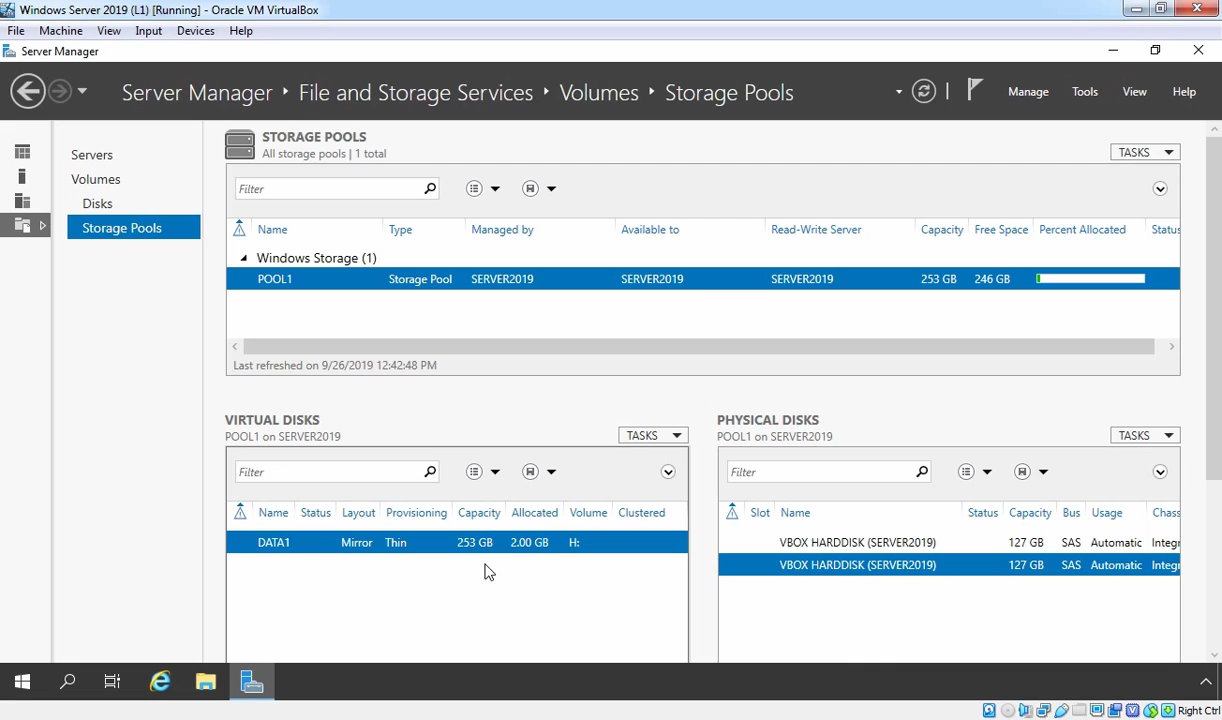 Windows Server 2019 (L1) [Running] - Oracle VM VirtualBox
File Machine View Input Devices Help
Server Manager
Server Manager File and Storage Services Volumes Storage Pools Manage Tools View Help
Servers
Volumes
Disks
Storage Pools
STORAGE POOLS
All storage pools | 1 total
TASKS
Filter
Name Type Managed by Available to Read-Write Server Capacity Free Space Percent Allocated Status
Windows Storage (1)
POOL1 Storage Pool SERVER2019 SERVER2019 SERVER2019 253 GB 246 GB
Last refreshed on 9/26/2019 12:42:48 PM
VIRTUAL DISKS
POOL1 on SERVER2019
TASKS
Filter
Name Status Layout Provisioning Capacity Allocated Volume Clustered
DATA1 Mirror Thin 253 GB 2.00 GB H:
PHYSICAL DISKS
POOL1 on SERVER2019
TASKS
Filter
Slot Name Status Capacity Bus Usage Chass
VBOX HARDDISK (SERVER2019) 127 GB SAS Automatic Integr
VBOX HARDDISK (SERVER2019) 127 GB SAS Automatic Integr
Right Ctrl